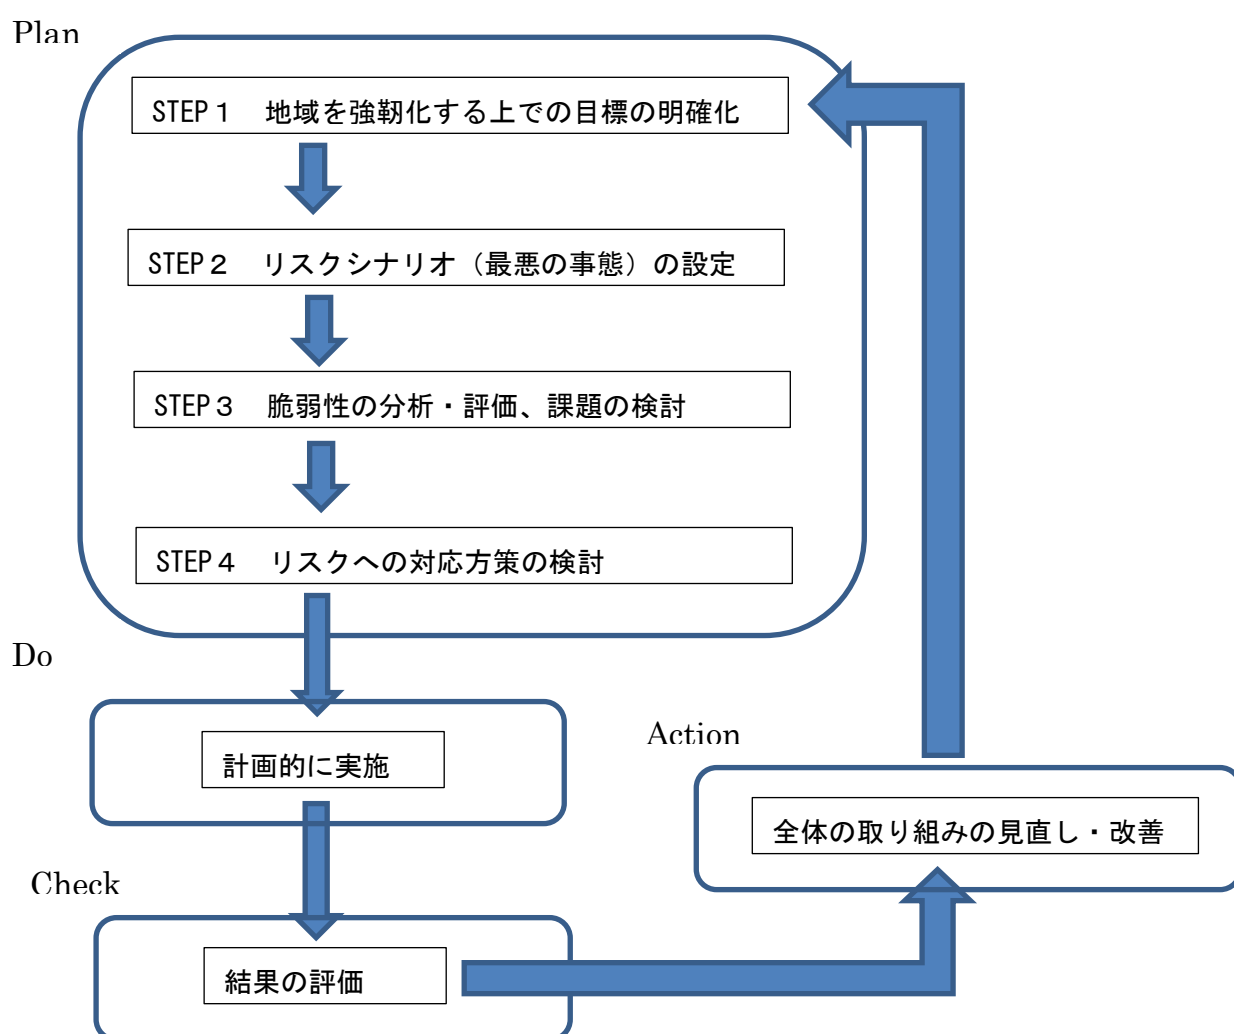 Plan
STEP１　地域を強靭化する上での目標の明確化
STEP２　リスクシナリオ（最悪の事態）の設定
STEP３　脆弱性の分析・評価、課題の検討
STEP４　リスクへの対応方策の検討
Do
計画的に実施
Check
結果の評価
Action
全体の取り組みの見直し・改善